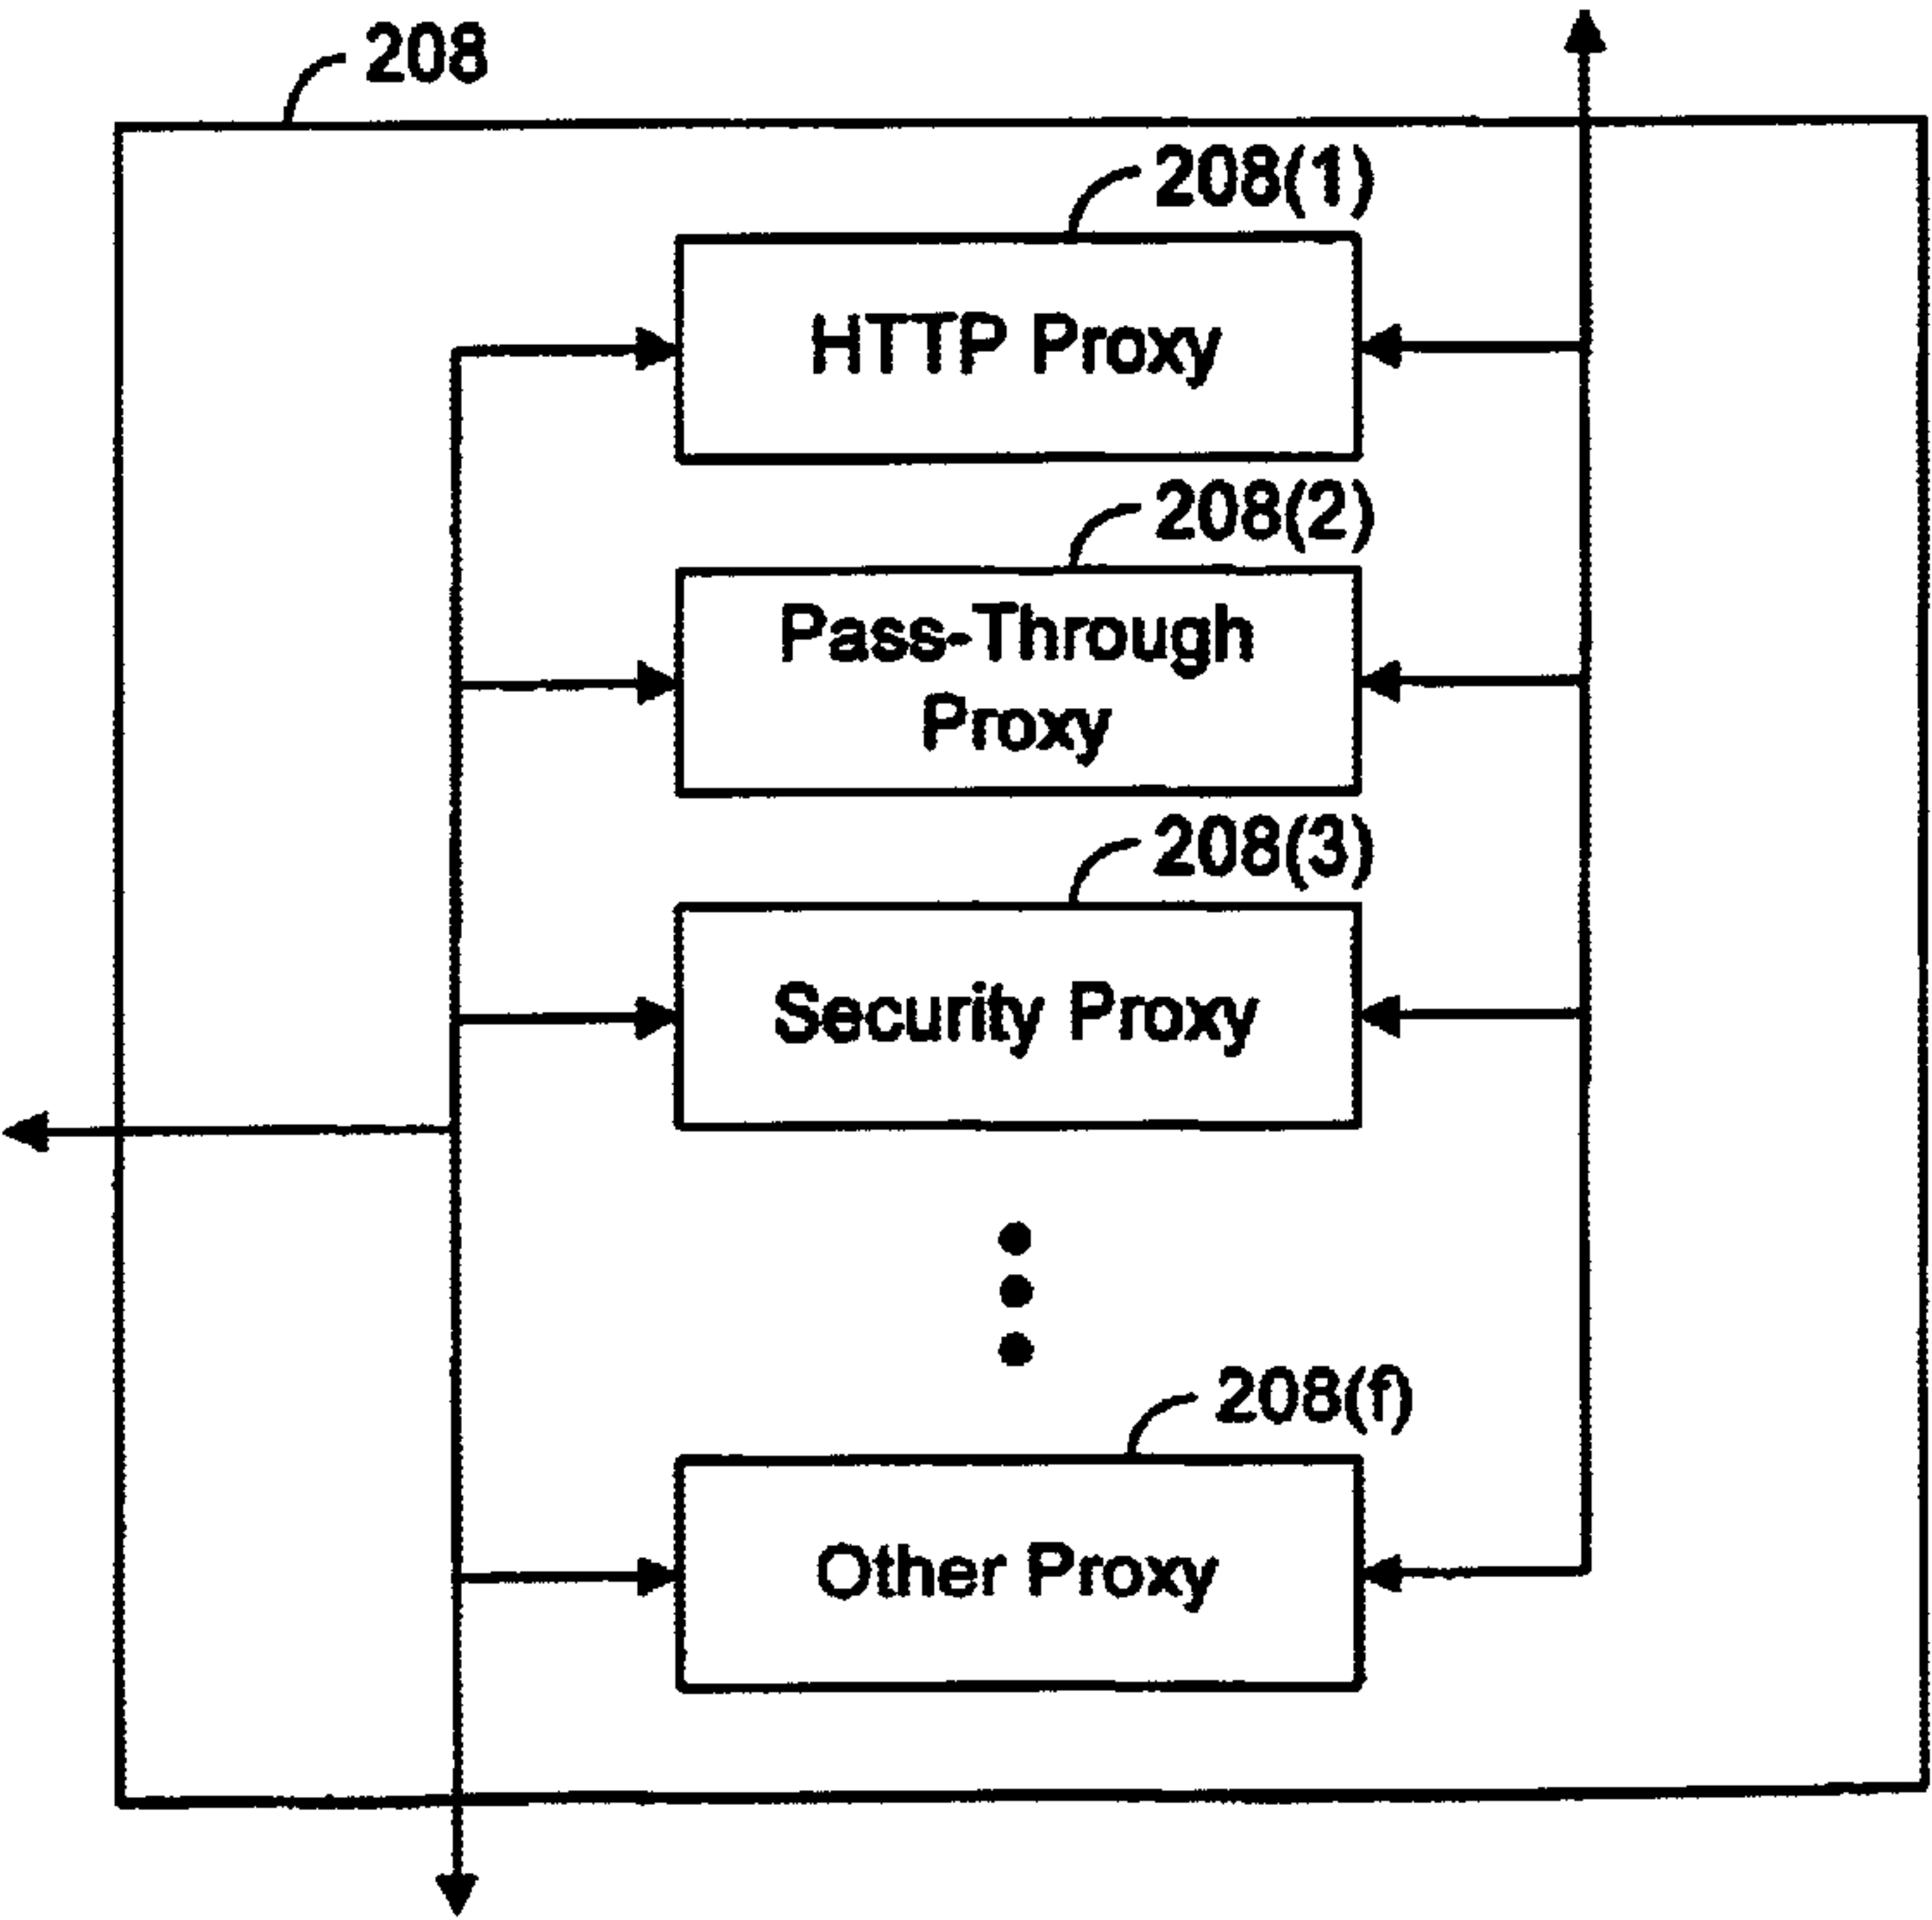 208
208(1)
HTTP Proxy
208(2)
Pass-Through
Proxy
208(3)
Security Proxy
208(f)
Other Proxy